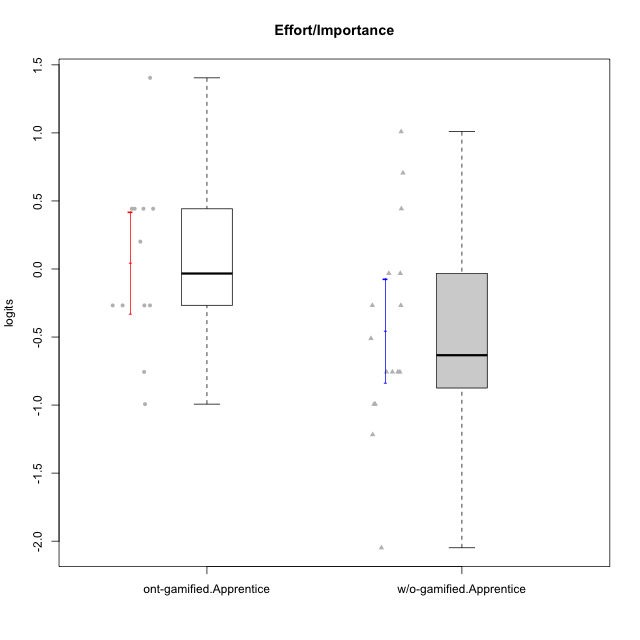 Effort/Importance
logits
1.5
1.0
0.5
0.0
-0.5
-1.0
-1.5
-2.0
ont-gamified.Apprentice
w/o-gamified.Apprentice